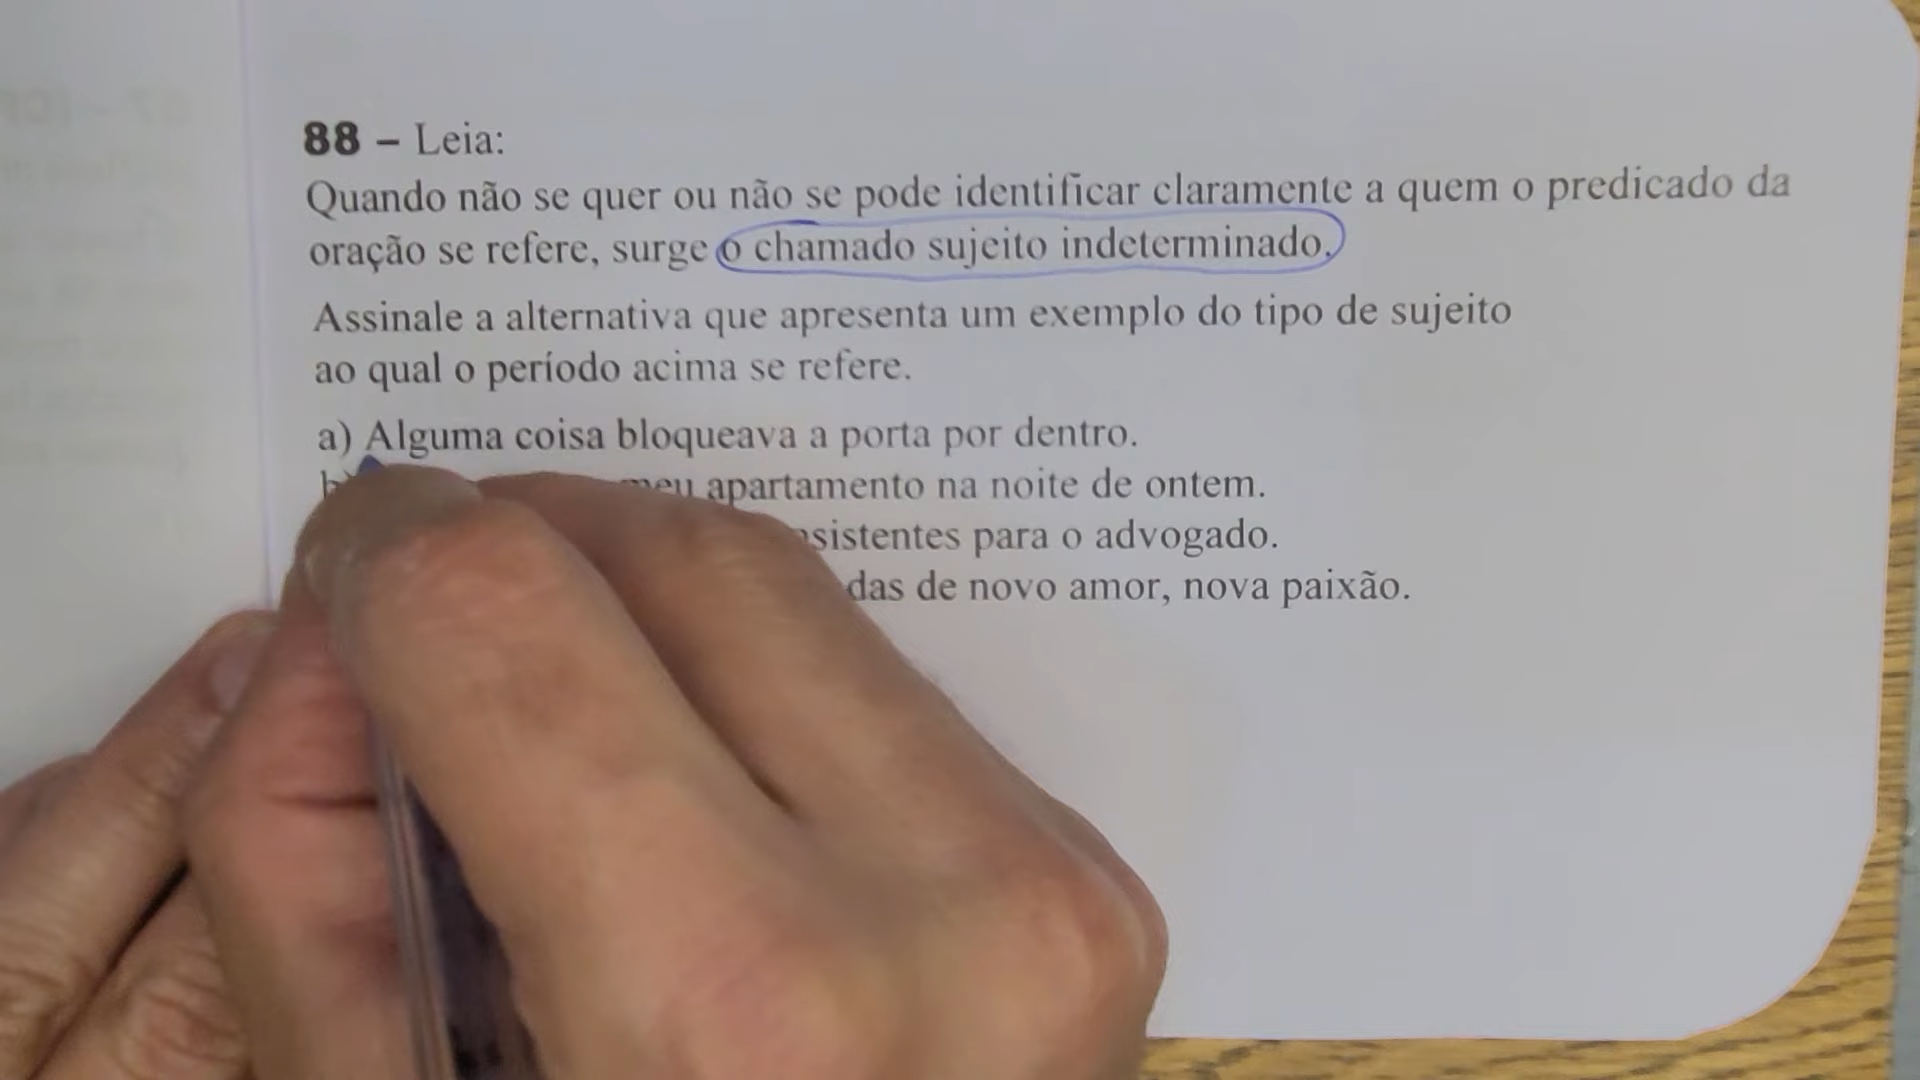 88 – Leia:
Quando não se quer ou não se pode identificar claramente a quem o predicado da
oração se refere, surge o chamado sujeito indeterminado.
Assinale a alternativa que apresenta um exemplo do tipo de sujeito
ao qual o período acima se refere.
a) Alguma coisa bloqueava a porta por dentro.
meu apartamento na noite de ontem.
sistentes para o advogado.
das de novo amor, nova paixão.